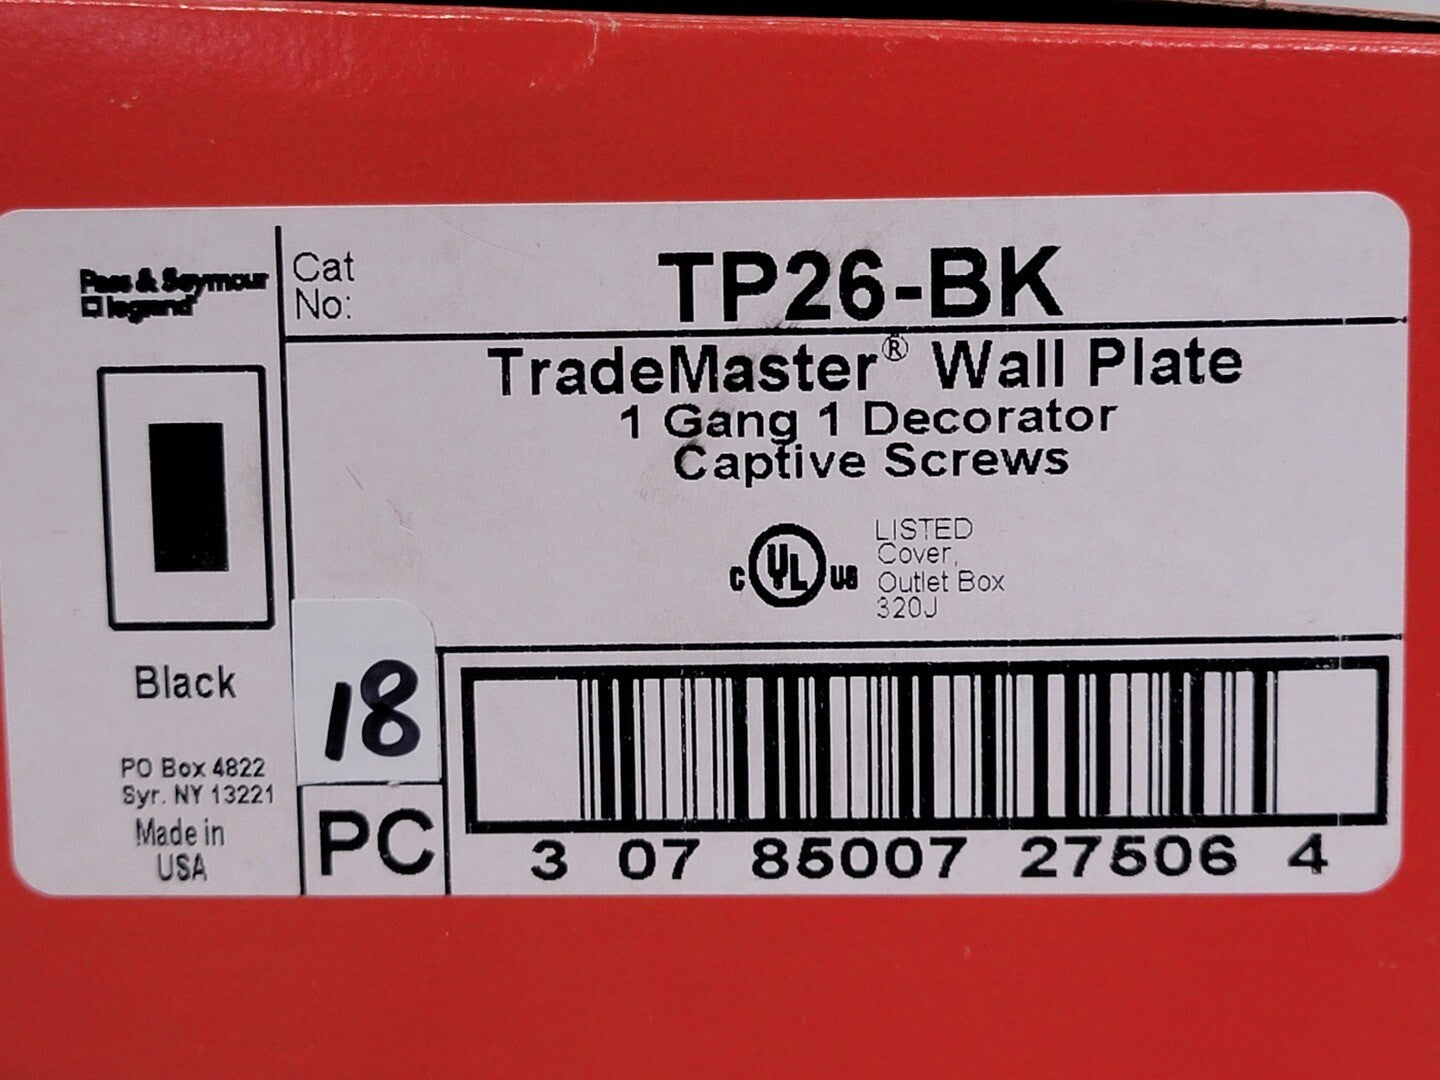 Pass & Seymour
legrand
Cat
No:
TP26-BK
TradeMaster® Wall Plate
1 Gang 1 Decorator
Captive Screws
C UL US
LISTED
Cover,
Outlet Box
320J
Black
18
PO Box 4822
Syr. NY 13221
Made in
USA
PC
3 07 85007 27506 4